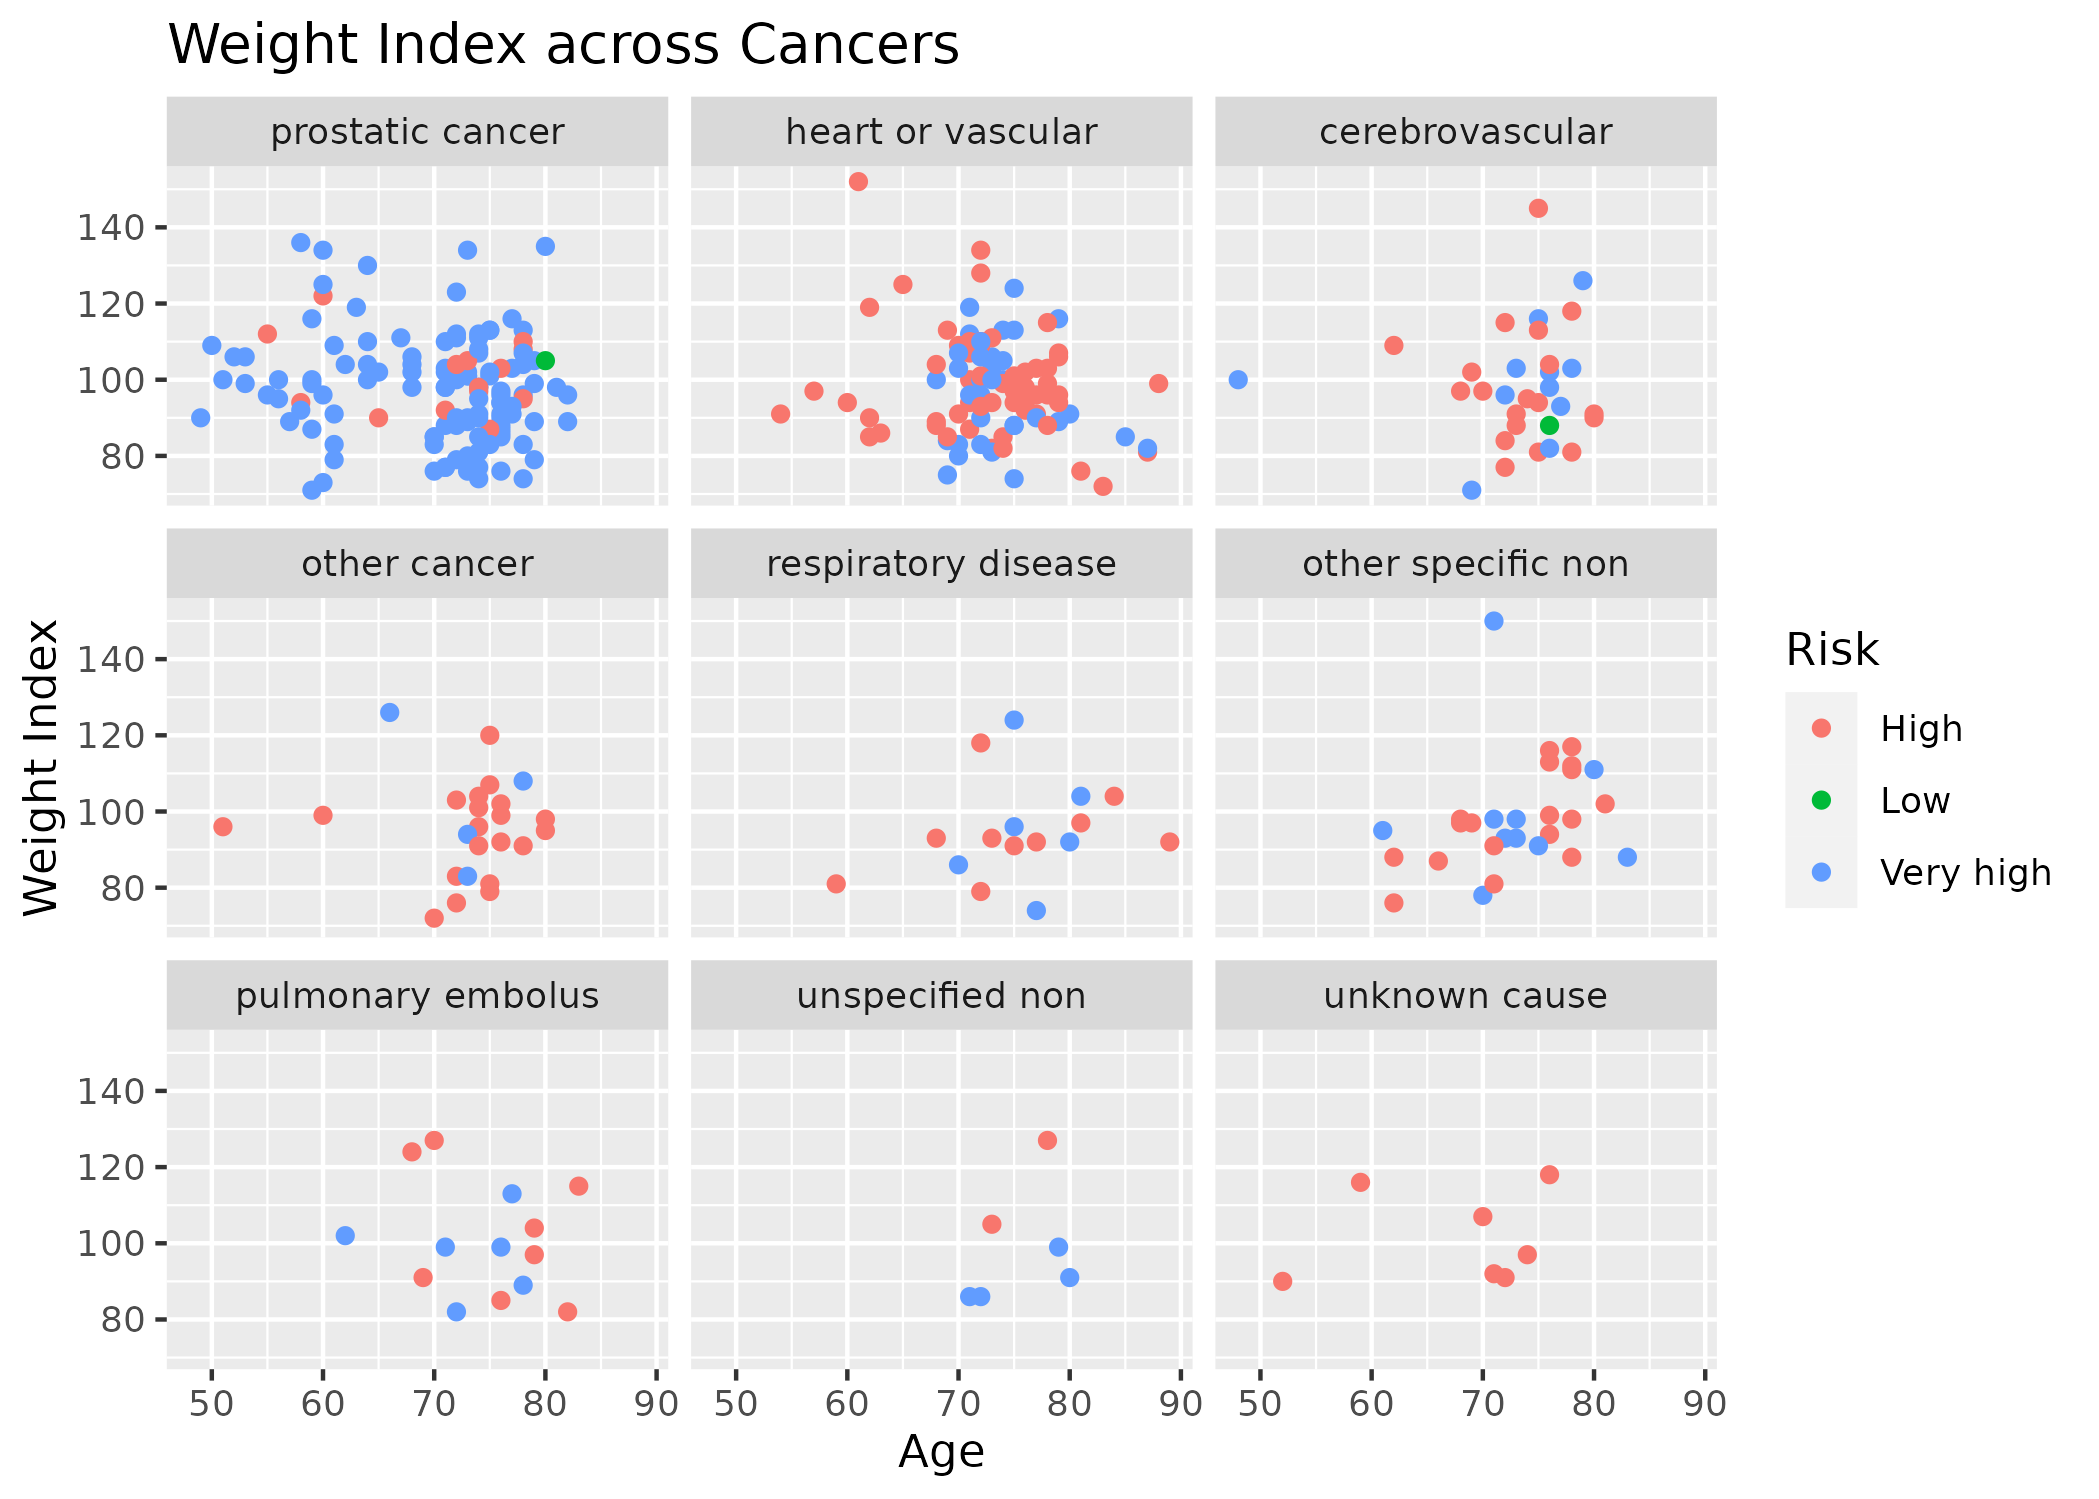 Weight Index across Cancers
prostatic cancer
heart or vascular
cerebrovascular
140
120
100
80
other cancer
respiratory disease
other specific non
140
120
100
80
pulmonary embolus
unspecified non
unknown cause
140
120
100
80
50 60 70 80 90
50 60 70 80 90
50 60 70 80 90
Age
Weight Index
Risk
High
Low
Very high